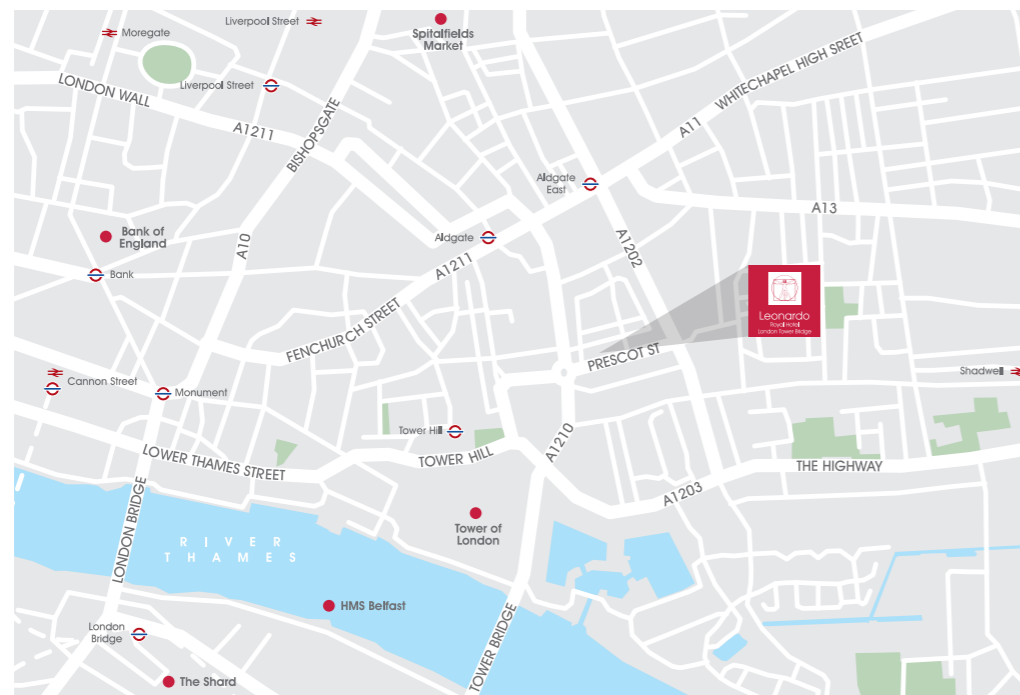 Liverpool Street
Moregate
Spitalfields
Market
Liverpool Street
LONDON WALL
A1211
BISHOPSGATE
WHITECHAPEL HIGH SREET
A11
Aldgate
East
A13
Bank of
England
A10
Aldgate
A1211
A1202
Bank
Leonardo
Royal Hotel
London Tower Bridge
FENCHURCH STREET
PRESCOT ST
Shadwell
Cannon Street
Monument
Tower Hill
A1210
LOWER THAMES STREET
TOWER HILL
THE HIGHWAY
A1203
LONDON BRIDGE
Tower of
London
RIVER
THAMES
HMS Belfast
TOWER BRIDGE
London
Bridge
The Shard